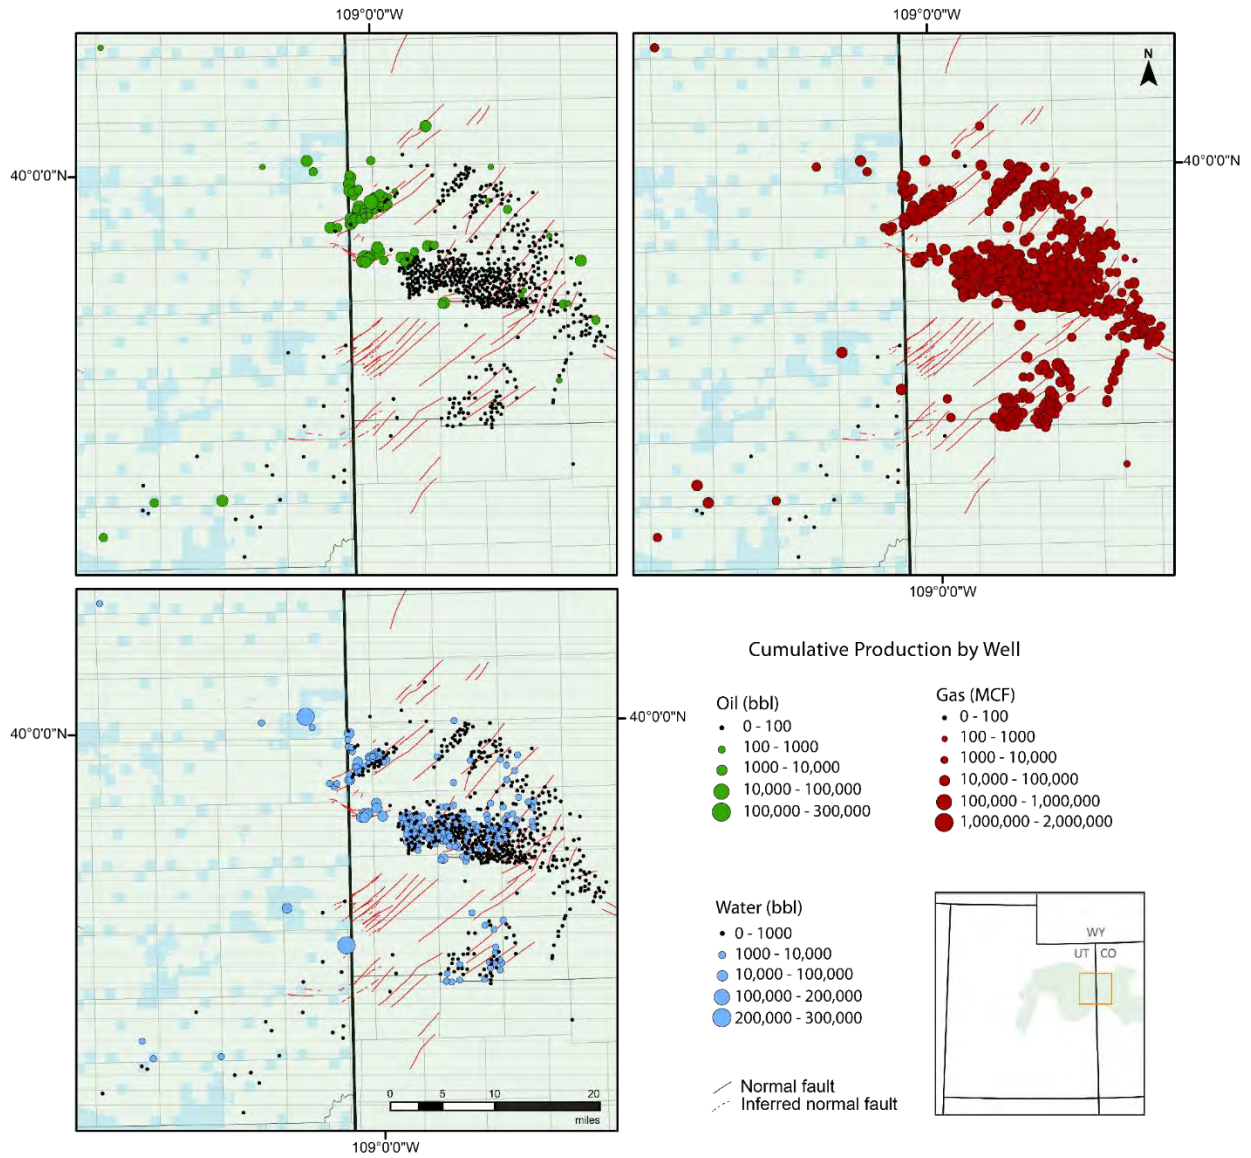 109°0'0"W
109°0'0"W
N
40°0'0"N
40°0'0"N
109°0'0"W
40°0'0"N
40°0'0"N
Cumulative Production by Well
Oil (bbl)
0 - 100
100 - 1000
1000 - 10,000
10,000 - 100,000
100,000 - 300,000
Gas (MCF)
0 - 100
100 - 1000
1000 - 10,000
10,000 - 100,000
100,000 - 1,000,000
1,000,000 - 2,000,000
Water (bbl)
0 - 1000
1000 - 10,000
10,000 - 100,000
100,000 - 200,000
200,000 - 300,000
Normal fault
Inferred normal fault
WY
UT CO
0 5 10 20
miles
109°0'0"W